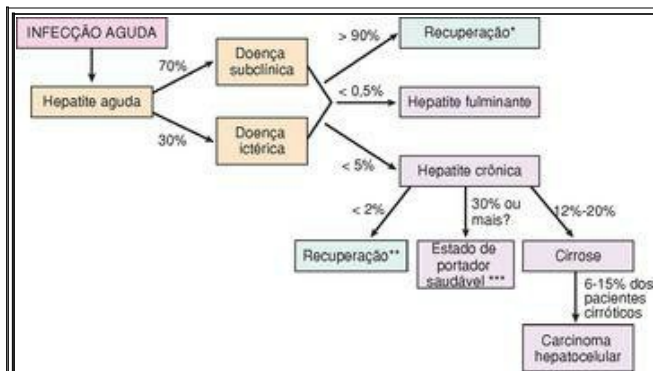 INFECÇÃO AGUDA
Hepatite aguda
70%
30%
Doença
subclínica
Doença
ictérica
> 90%
< 0,5%
< 5%
Recuperação*
Hepatite fulminante
Hepatite crônica
< 2%
30% ou
mais?
12%-20%
Recuperação**
Estado de
portador
saudável ***
Cirrose
6-15% dos
pacientes
cirróticos
Carcinoma
hepatocelular